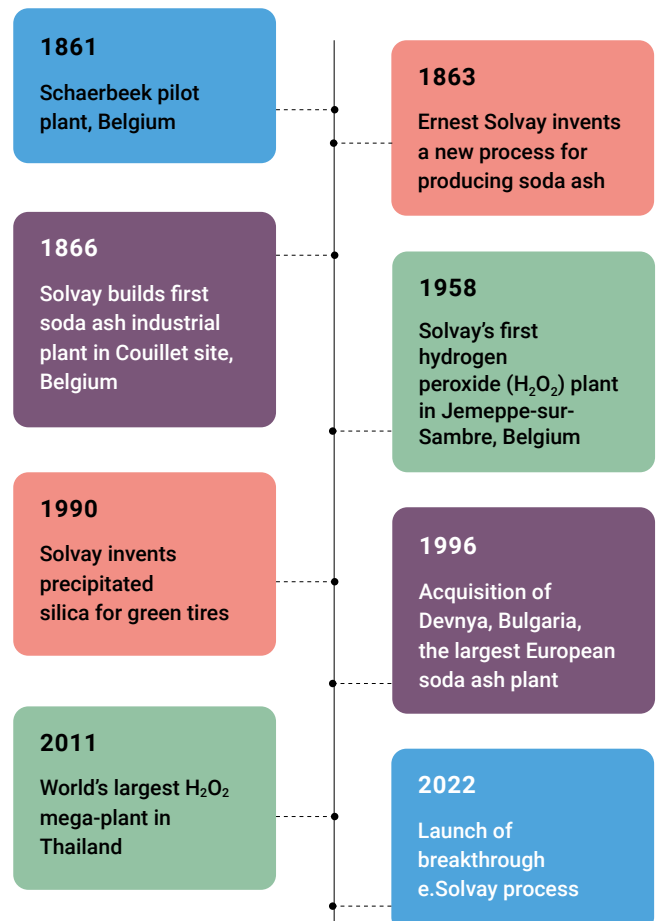 1861
Schaerbeek pilot
plant, Belgium
1863
Ernest Solvay invents
a new process for
producing soda ash
1866
Solvay builds first
soda ash industrial
plant in Couillet site,
Belgium
1958
Solvay’s first
hydrogen
peroxide (H₂O₂) plant
in Jemeppe-sur-
Sambre, Belgium
1990
Solvay invents
precipitated
silica for green tires
1996
Acquisition of
Devnya, Bulgaria,
the largest European
soda ash plant
2011
World’s largest H₂O₂
mega-plant in
Thailand
2022
Launch of
breakthrough
e.Solvay process